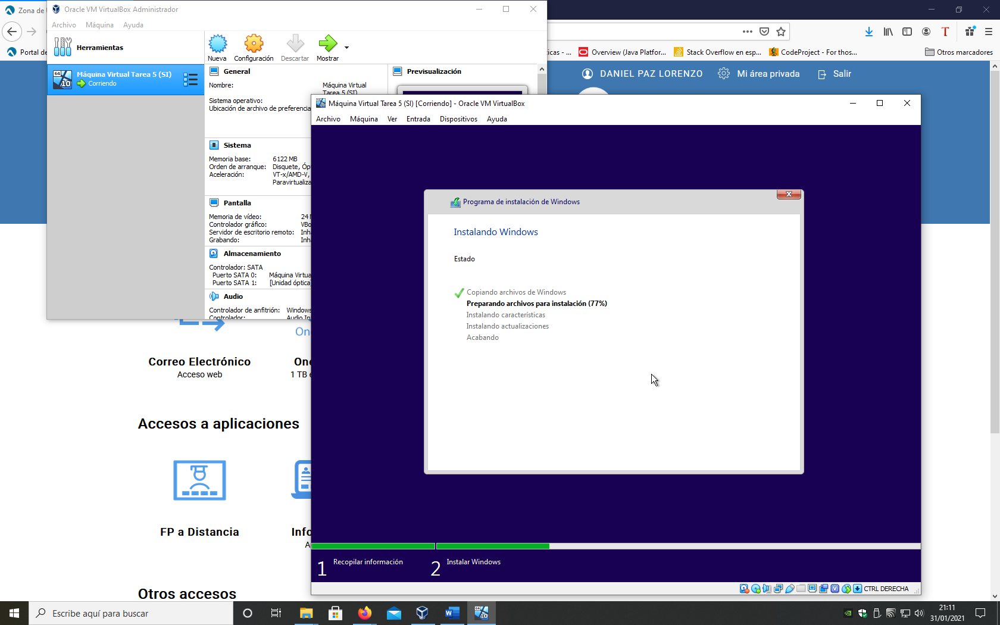 Zona de
Oracle VM VirtualBox Administrador
Archivo Máquina Ayuda
Herramientas
Nueva Configuración Descartar Mostrar
Portal de
icas - ... Overview (Java Platfor... Stack Overflow en esp... CodeProject - For thos... Otros marcadores
DANIEL PAZ LORENZO Mi área privada Salir
64
10
Máquina Virtual Tarea 5 (SI)
Corriendo
General
Nombre: Máquina Virtual
Tarea 5 (SI)
Sistema operativo:
Ubicación de archivo de preferencia
Previsualización
Sistema
Memoria base: 6122 MB
Orden de arranque: Disquete, Óp
Aceleración: VT-x/AMD-V,
Paravirtualiza
Pantalla
Memoria de vídeo: 24
Controlador gráfico: VBo
Servidor de escritorio remoto: Inh
Grabando: Inh
Almacenamiento
Controlador: SATA
Puerto SATA 0: Máquina Virtua
Puerto SATA 1: [Unidad óptica]
Audio
Controlador de anfitrión: Windows
Controlador: Audio In
Máquina Virtual Tarea 5 (SI) [Corriendo] - Oracle VM VirtualBox
Archivo Máquina Ver Entrada Dispositivos Ayuda
Programa de instalación de Windows
Instalando Windows
Estado
Copiando archivos de Windows
Preparando archivos para instalación (77%)
Instalando características
Instalando actualizaciones
Acabando
1 Recopilar información 2 Instalar Windows
CTRL DERECHA
On
Correo Electrónico One
Acceso web 1 TB e
Accesos a aplicaciones
FP a Distancia Info
A
Otros accesos
Escribe aquí para buscar
21:11
31/01/2021